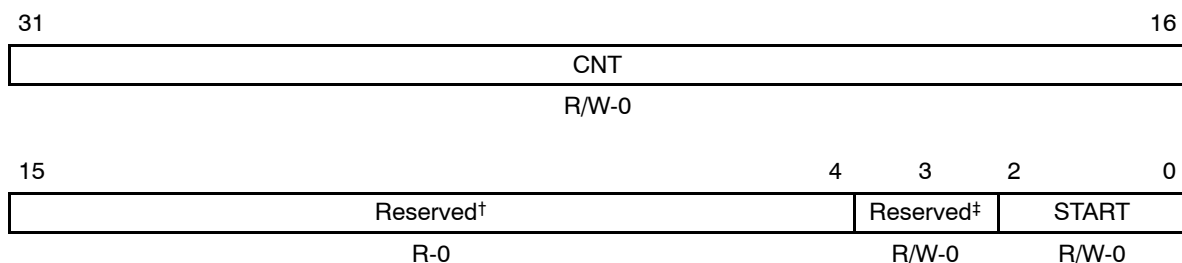 31 16
CNT
R/W-0
15 4 3 2 0
Reserved† Reserved‡ START
R-0 R/W-0 R/W-0